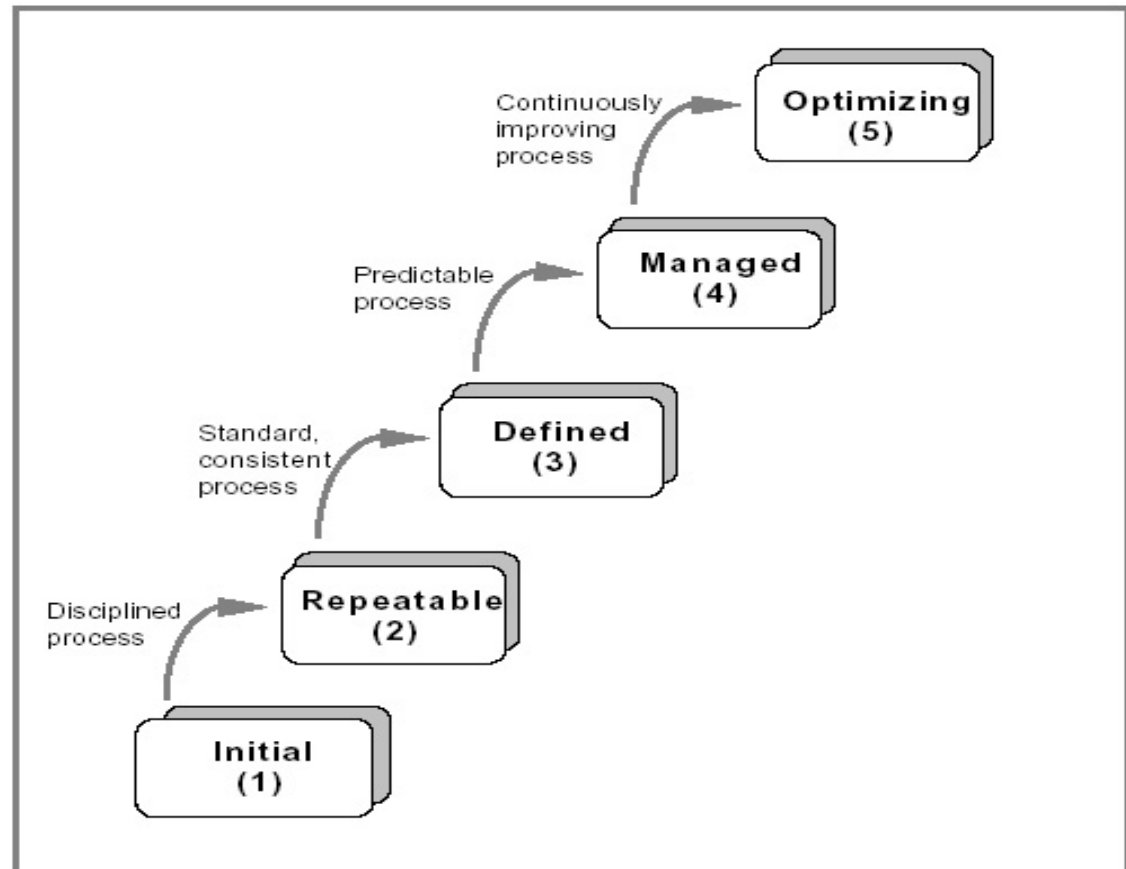 Optimizing
(5)
Continuously
improving
process
Managed
(4)
Predictable
process
Defined
(3)
Standard,
consistent
process
Repeatable
(2)
Disciplined
process
Initial
(1)